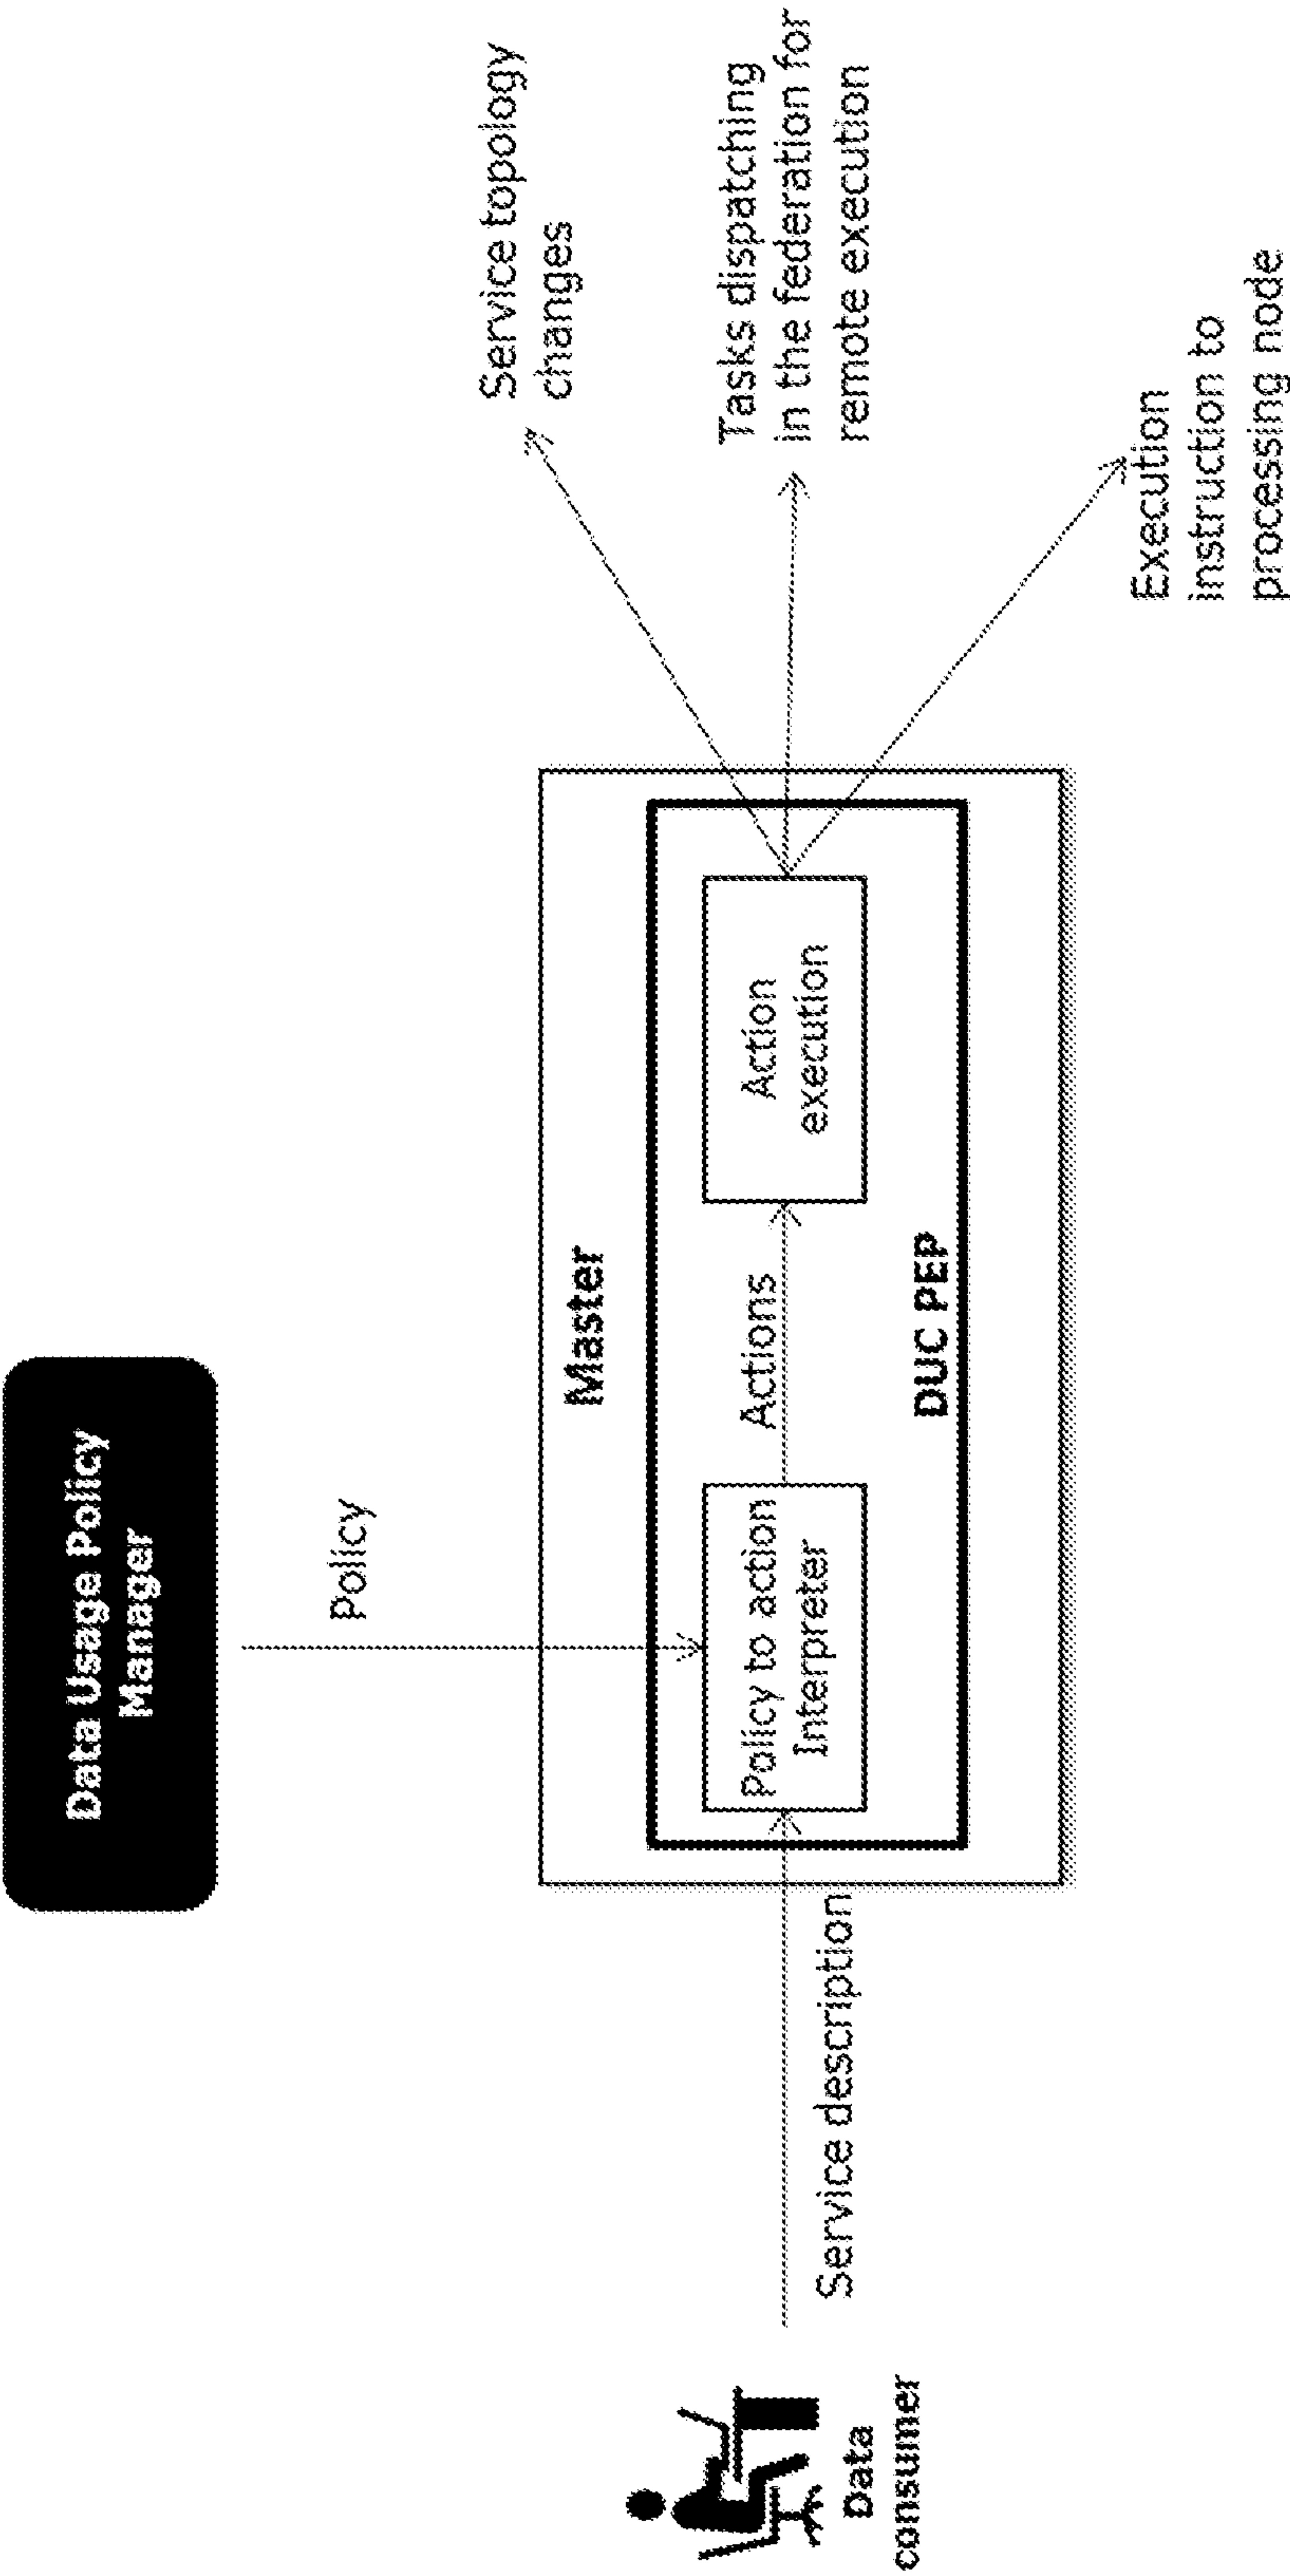 Data Usage Policy
Manager
Policy
Master
Policy to action
Interpreter
Actions
Action
execution
DUC PEP
Data
consumer
Service description
Service topology
changes
Tasks dispatching
in the federation for
remote execution
Execution
instruction to
processing node